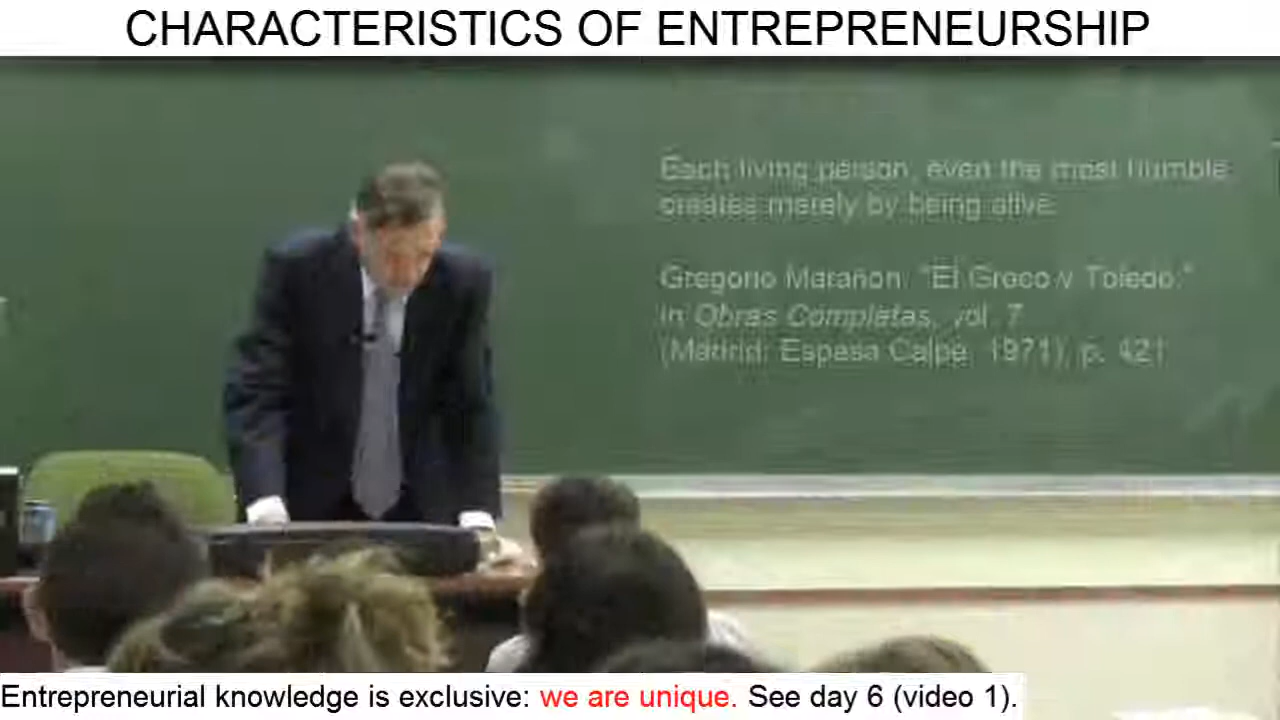 CHARACTERISTICS OF ENTREPRENEURSHIP
Each living person, even the most humble
creates merely by being alive.
Gregorio Marañon. "El Greco y Toledo."
in Obras Completas, vol. 7
(Madrid: Espasa Calpe, 1971), p. 421
Entrepreneurial knowledge is exclusive: we are unique. See day 6 (video 1).